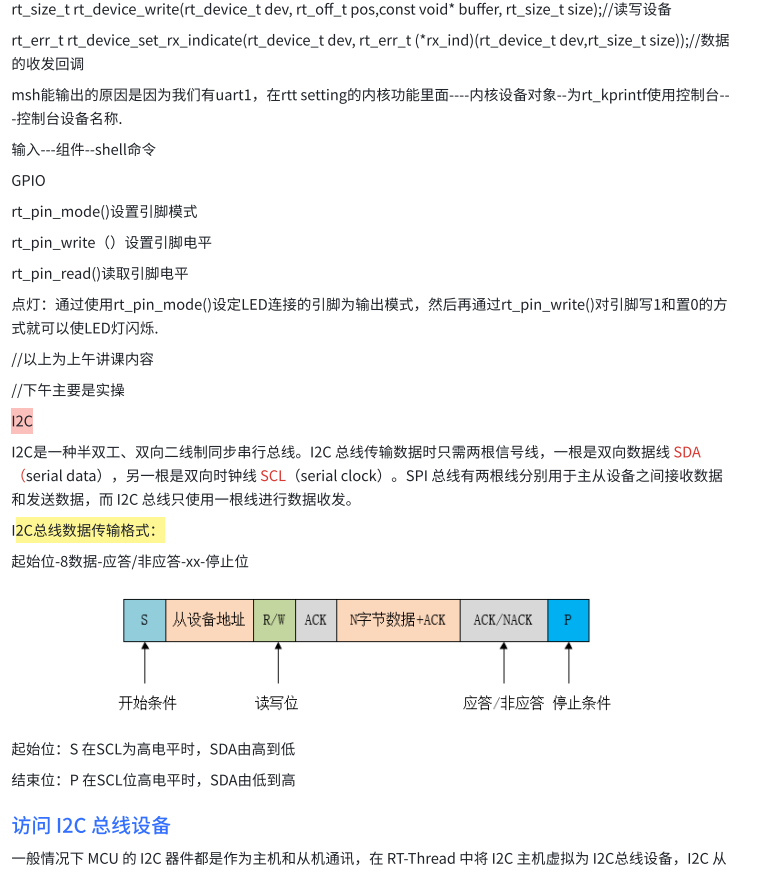 rt_size_t rt_device_write(rt_device_t dev, rt_off_t pos,const void* buffer, rt_size_t size);//读写设备
rt_err_t rt_device_set_rx_indicate(rt_device_t dev, rt_err_t (*rx_ind)(rt_device_t dev,rt_size_t size));//数据
的收发回调
msh能输出的原因是因为我们有uart1，在rtt setting的内核功能里面----内核设备对象--为rt_kprintf使用控制台--
-控制台设备名称.
输入---组件--shell命令
GPIO
rt_pin_mode()设置引脚模式
rt_pin_write（）设置引脚电平
rt_pin_read()读取引脚电平
点灯：通过使用rt_pin_mode()设定LED连接的引脚为输出模式，然后再通过rt_pin_write()对引脚写1和置0的方
式就可以使LED灯闪烁.
//以上为上午讲课内容
//下午主要是实操
I2C
I2C是一种半双工、双向二线制同步串行总线。I2C 总线传输数据时只需两根信号线，一根是双向数据线 SDA
（serial data），另一根是双向时钟线 SCL（serial clock）。SPI 总线有两根线分别用于主从设备之间接收数据
和发送数据，而 I2C 总线只使用一根线进行数据收发。
I2C总线数据传输格式：
起始位-8数据-应答/非应答-xx-停止位
S 从设备地址 R/W ACK N字节数据+ACK ACK/NACK P
开始条件 读写位 应答/非应答 停止条件
起始位：S 在SCL为高电平时，SDA由高到低
结束位：P 在SCL位高电平时，SDA由低到高
访问 I2C 总线设备
一般情况下 MCU 的 I2C 器件都是作为主机和从机通讯，在 RT-Thread 中将 I2C 主机虚拟为 I2C总线设备，I2C 从